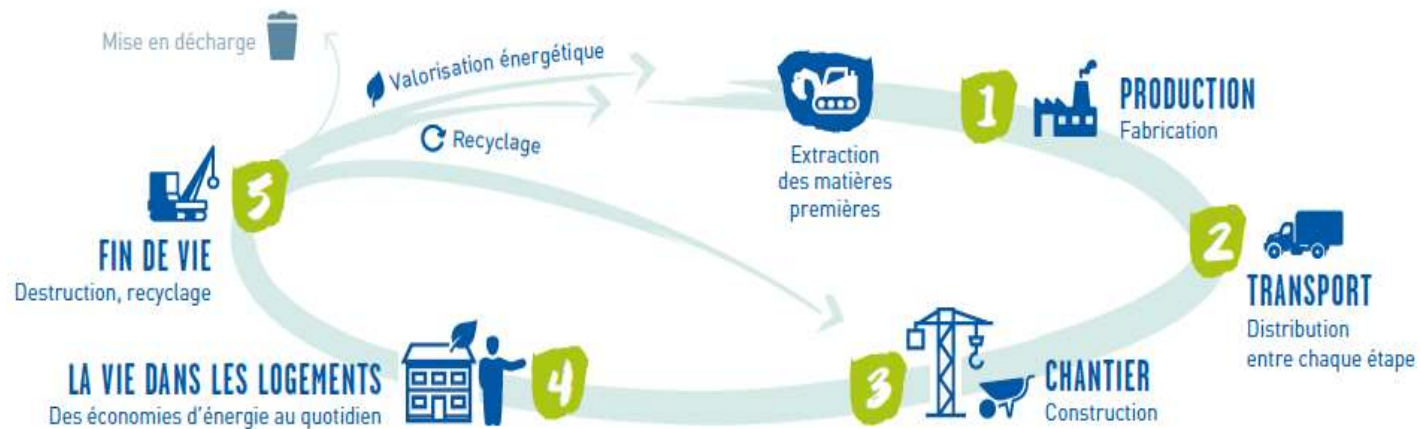 Mise en décharge
Valorisation énergétique
Recyclage
Extraction
des matières
premières
1
PRODUCTION
Fabrication
2
TRANSPORT
Distribution
entre chaque étape
3
CHANTIER
Construction
4
LA VIE DANS LES LOGEMENTS
Des économies d'énergie au quotidien
5
FIN DE VIE
Destruction, recyclage